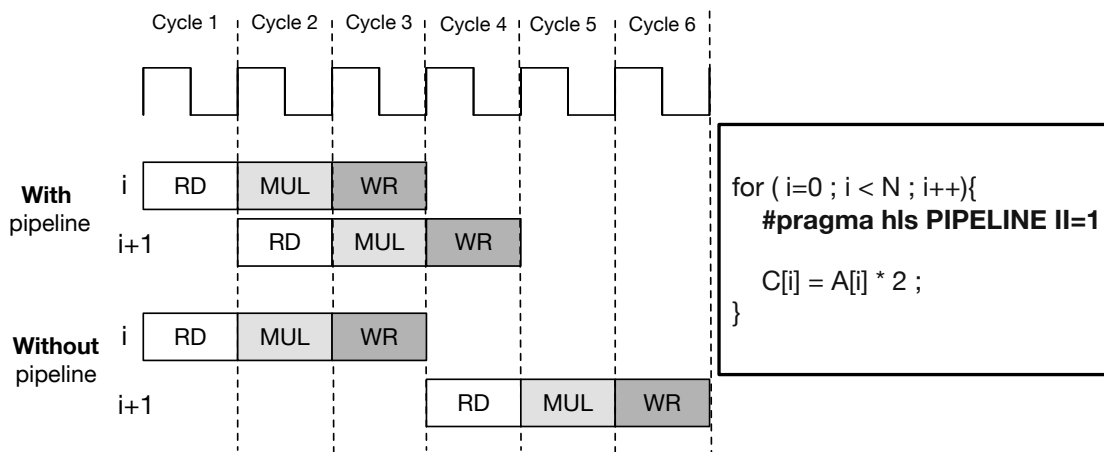 Cycle 1 Cycle 2 Cycle 3 Cycle 4 Cycle 5 Cycle 6
With
pipeline
i RD MUL WR
i+1 RD MUL WR
Without
pipeline
i RD MUL WR
i+1 RD MUL WR
for ( i=0 ; i < N ; i++){
#pragma hls PIPELINE II=1
C[i] = A[i] * 2 ;
}